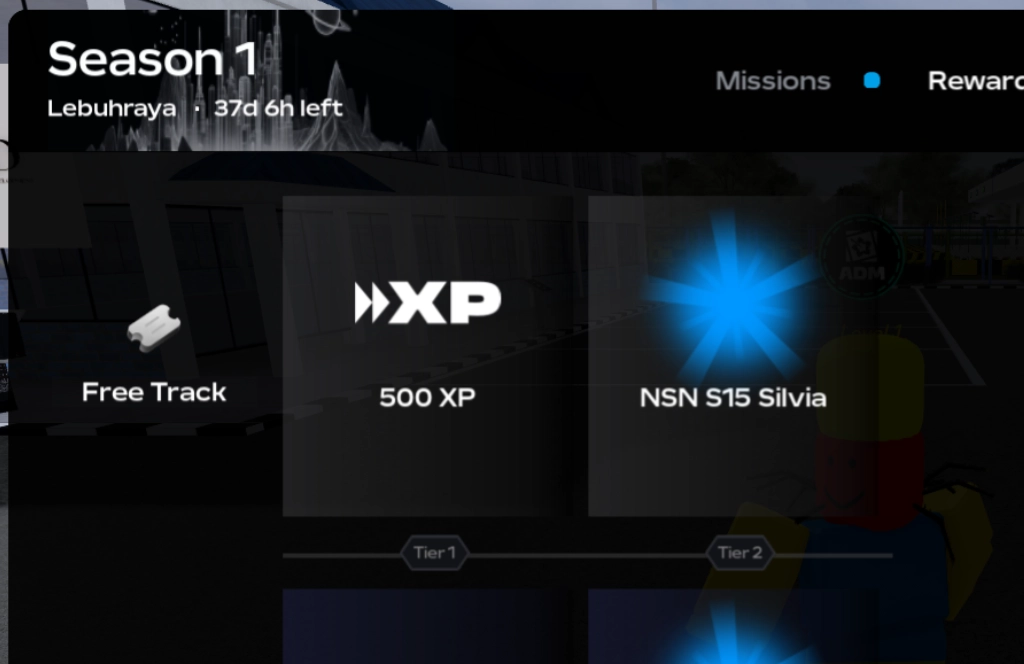 Season 1
Lebuhraya · 37d 6h left
Missions
Reward
ADM
XP
500 XP
NSN S15 Silvia
Free Track
Tier 1
Tier 2